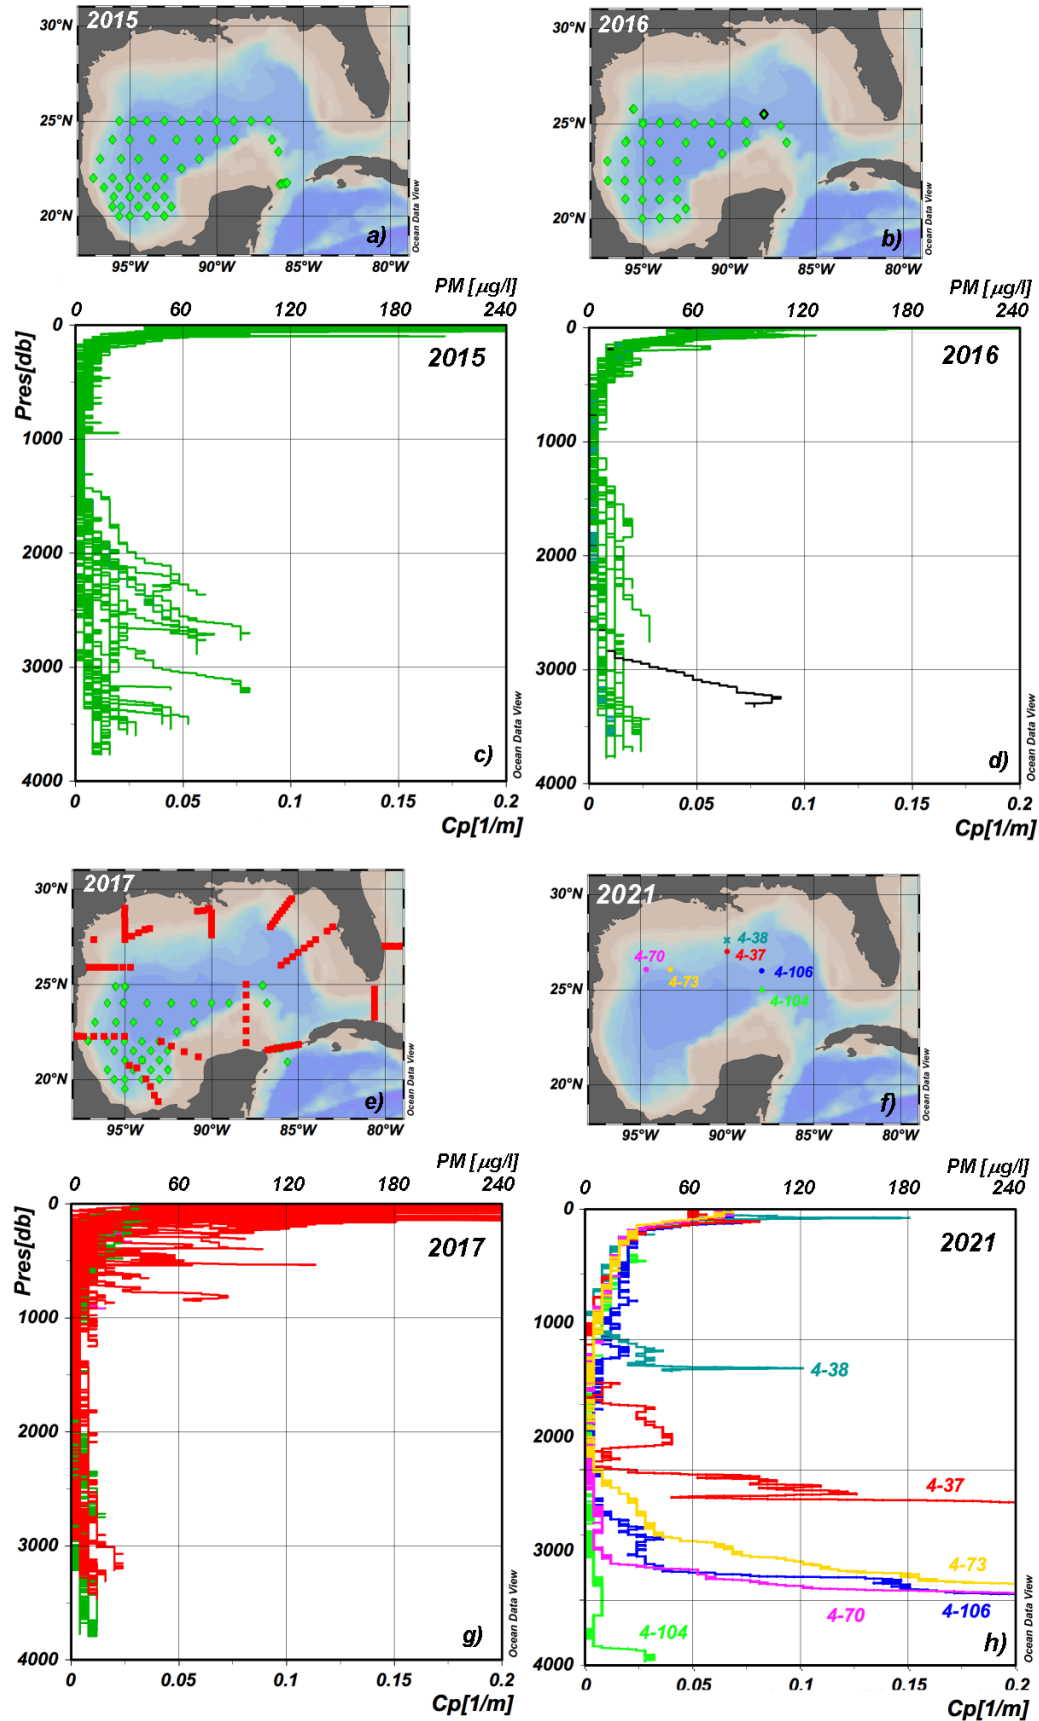 2015
30°N
25°N
20°N
95°W 90°W 85°W 80°W
a)
Ocean Data View
2016
30°N
25°N
20°N
95°W 90°W 85°W 80°W
b)
Ocean Data View
PM [µg/l]
0 60 120 180 240
Pres[db]
0
1000
2000
3000
4000
2015
c)
Ocean Data View
0 0.05 0.1 0.15 0.2
Cp[1/m]
PM [µg/l]
0 60 120 180 240
0
1000
2000
3000
4000
2016
d)
Ocean Data View
0 0.05 0.1 0.15 0.2
Cp[1/m]
2017
30°N
25°N
20°N
95°W 90°W 85°W 80°W
e)
Ocean Data View
2021
30°N
25°N
20°N
4-38
4-70
4-37
4-73
4-106
4-104
95°W 90°W 85°W 80°W
f)
Ocean Data View
PM [µg/l]
0 60 120 180 240
Pres[db]
0
1000
2000
3000
4000
2017
g)
Ocean Data View
0 0.05 0.1 0.15 0.2
Cp[1/m]
PM [µg/l]
0 60 120 180 240
0
1000
2000
3000
4000
2021
4-38
4-37
4-73
4-70
4-106
4-104
h)
Ocean Data View
0 0.05 0.1 0.15 0.2
Cp[1/m]